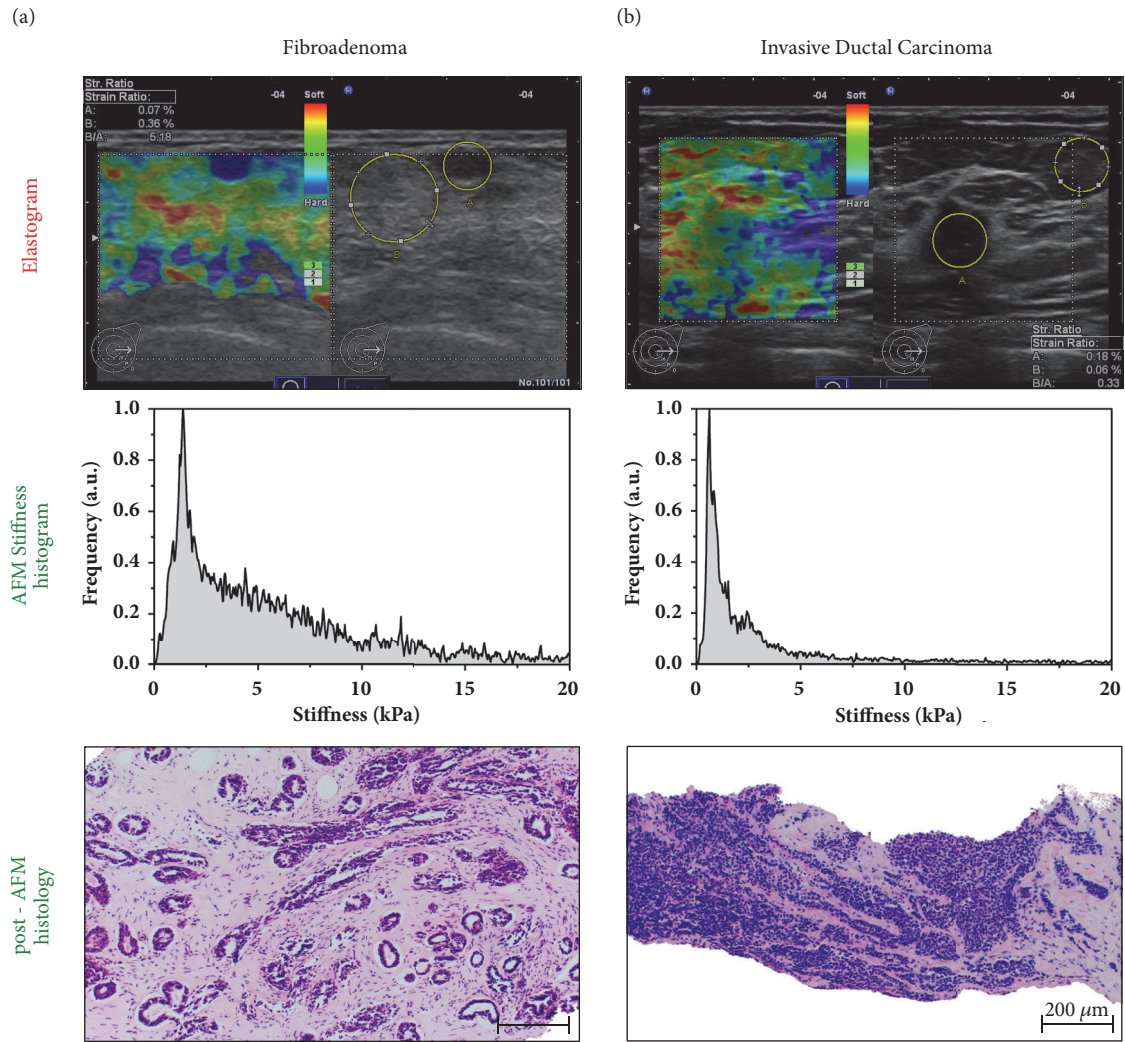 (a)
(b)
Fibroadenoma
Invasive Ductal Carcinoma
Elastogram
Str. Ratio
Strain Ratio:
A: 0.07 %
B: 0.36 %
B/A: 5.18
-04
Soft
Hard
3
2
1
H
-04
A
B
No.101/101
H
-04
Soft
Hard
3
2
1
-04
B
A
Str. Ratio
Strain Ratio:
A: 0.18 %
B: 0.06 %
B/A: 0.33
AFM Stiffness
histogram
Frequency (a.u.)
1.0
0.8
0.6
0.4
0.2
0.0
0
5
10
15
20
Stiffness (kPa)
Frequency (a.u.)
1.0
0.8
0.6
0.4
0.2
0.0
0
5
10
15
20
Stiffness (kPa)
post - AFM
histology
200 μm